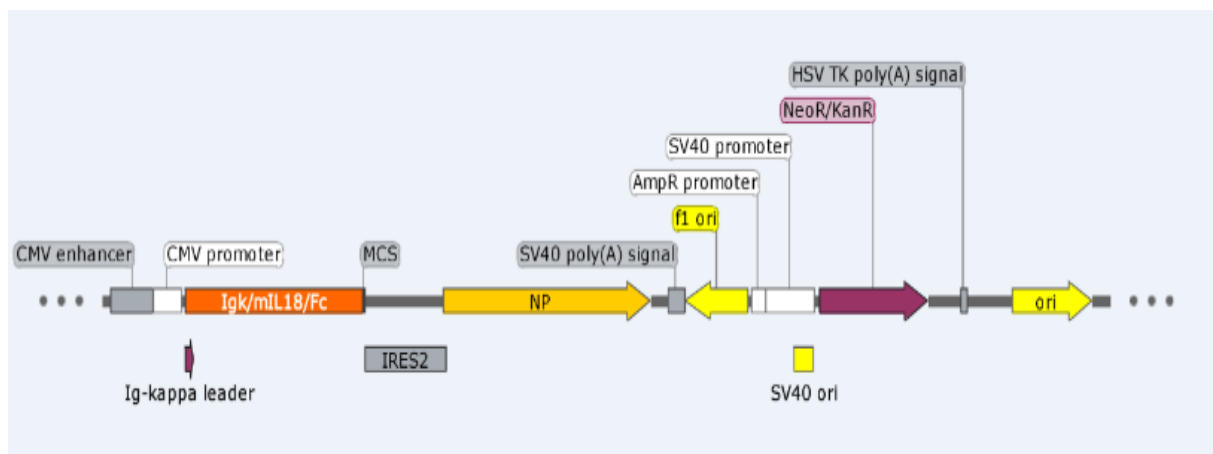 HSV TK poly(A) signal
NeoR/KanR
SV40 promoter
AmpR promoter
f1 ori
CMV enhancer
CMV promoter
MCS
SV40 poly(A) signal
Igk/mIL18/Fc
NP
ori
IRES2
Ig-kappa leader
SV40 ori